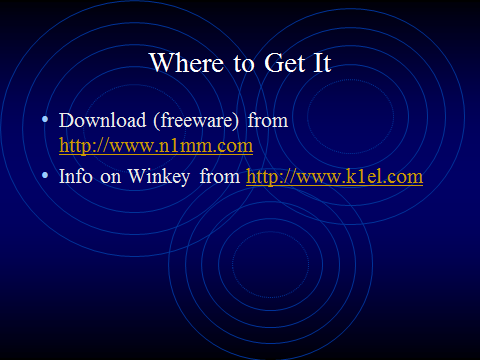 Where to Get It
• Download (freeware) from
http://www.n1mm.com
• Info on Winkey from http://www.k1el.com